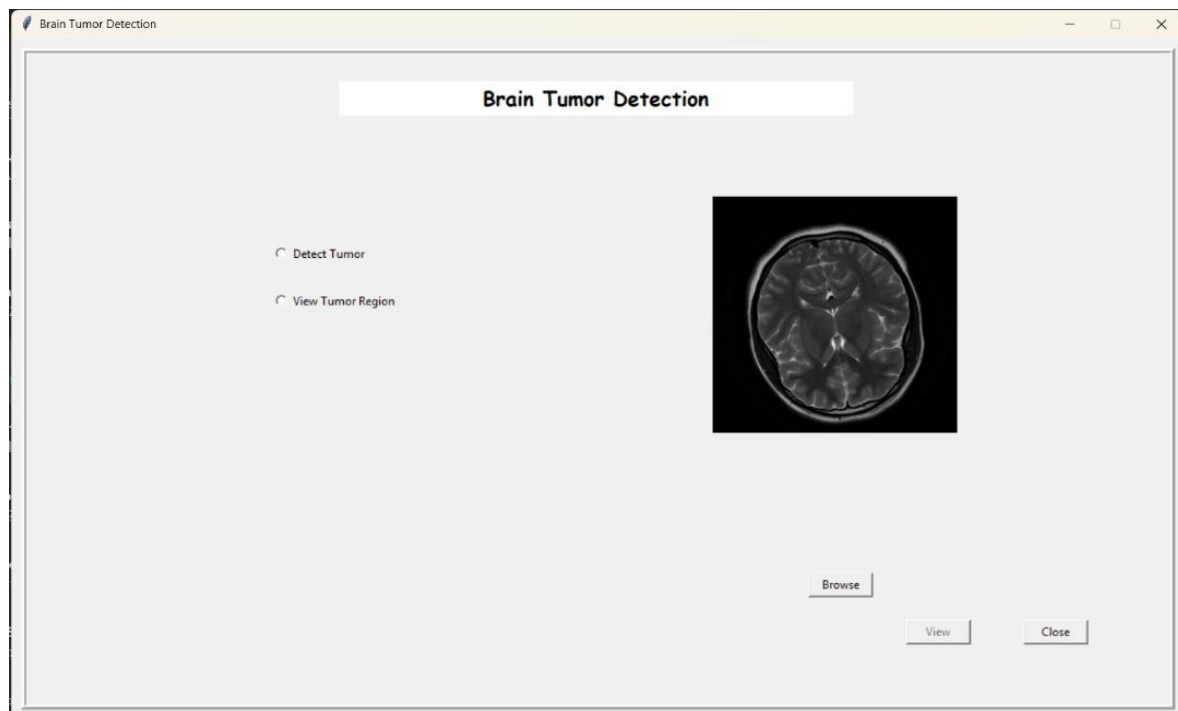 Brain Tumor Detection
Brain Tumor Detection
Detect Tumor
View Tumor Region
Browse
View
Close